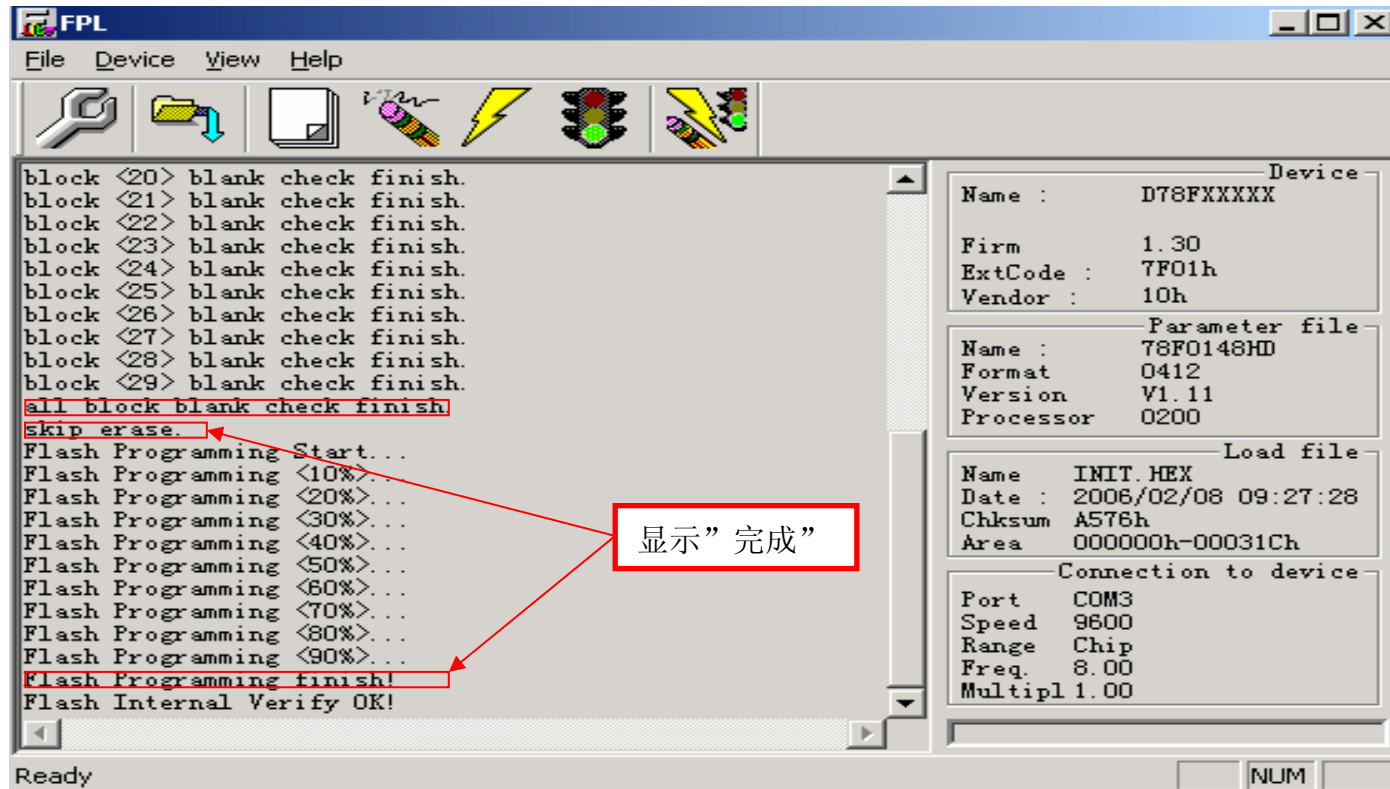 FPL
File Device View Help
block <20> blank check finish.
block <21> blank check finish.
block <22> blank check finish.
block <23> blank check finish.
block <24> blank check finish.
block <25> blank check finish.
block <26> blank check finish.
block <27> blank check finish.
block <28> blank check finish.
block <29> blank check finish.
all block blank check finish.
skip erase.
Flash Programming Start...
Flash Programming <10%>...
Flash Programming <20%>...
Flash Programming <30%>...
Flash Programming <40%>...
Flash Programming <50%>...
Flash Programming <60%>...
Flash Programming <70%>...
Flash Programming <80%>...
Flash Programming <90%>...
Flash Programming finish!
Flash Internal Verify OK!
显示”完成”
Device
Name : D78FXXXXX
Firm 1.30
ExtCode : 7F01h
Vendor : 10h
Parameter file
Name : 78F0148HD
Format 0412
Version V1.11
Processor 0200
Load file
Name INIT.HEX
Date : 2006/02/08 09:27:28
Chksum A576h
Area 000000h-00031Ch
Connection to device
Port COM3
Speed 9600
Range Chip
Freq. 8.00
Multipl 1.00
Ready NUM